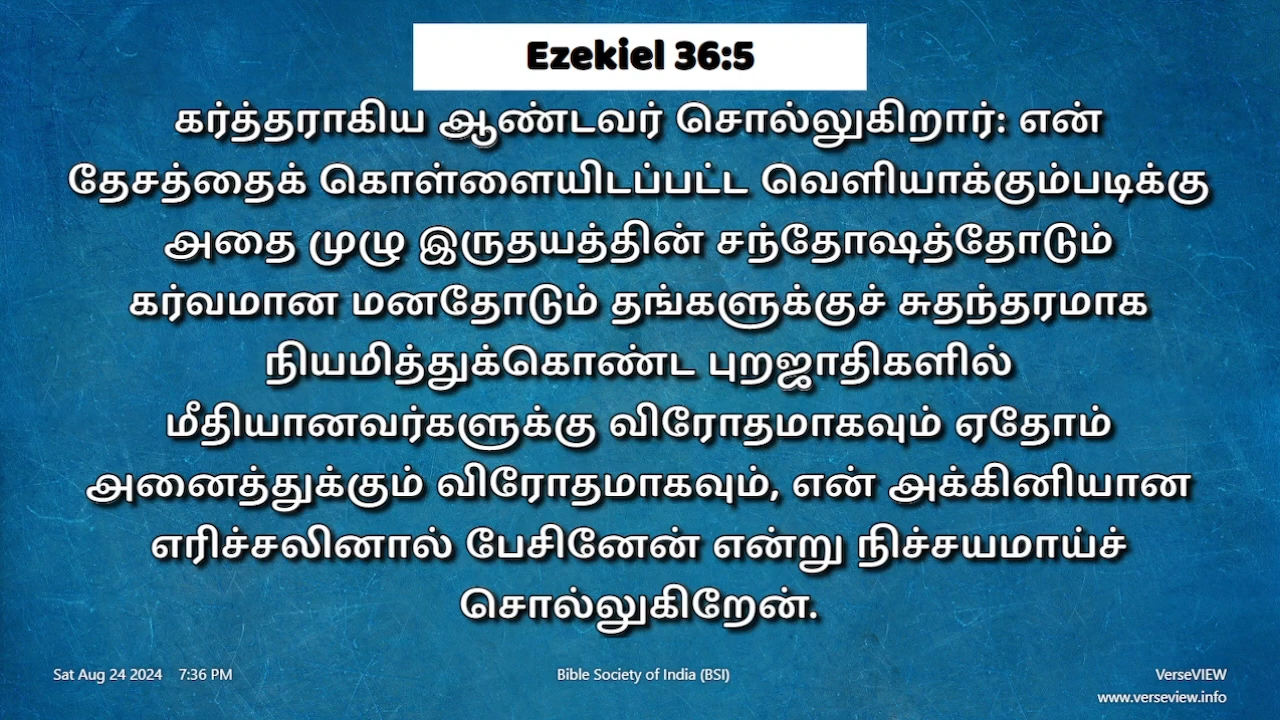 Ezekiel 36:5
கர்த்தராகிய ஆண்டவர் சொல்லுகிறார்: என்
தேசத்தைக் கொள்ளையிடப்பட்ட வெளியாக்கும்படிக்கு
அதை முழு இருதயத்தின் சந்தோஷத்தோடும்
கர்வமான மனதோடும் தங்களுக்குச் சுதந்தரமாக
நியமித்துக்கொண்ட புறஜாதிகளில்
மீதியானவர்களுக்கு விரோதமாகவும் ஏதோம்
அனைத்துக்கும் விரோதமாகவும், என் அக்கினியான
எரிச்சலினால் பேசினேன் என்று நிச்சயமாய்ச்
சொல்லுகிறேன்.
Sat Aug 24 2024 7:36 PM
Bible Society of India (BSI)
VerseVIEW
www.verseview.info